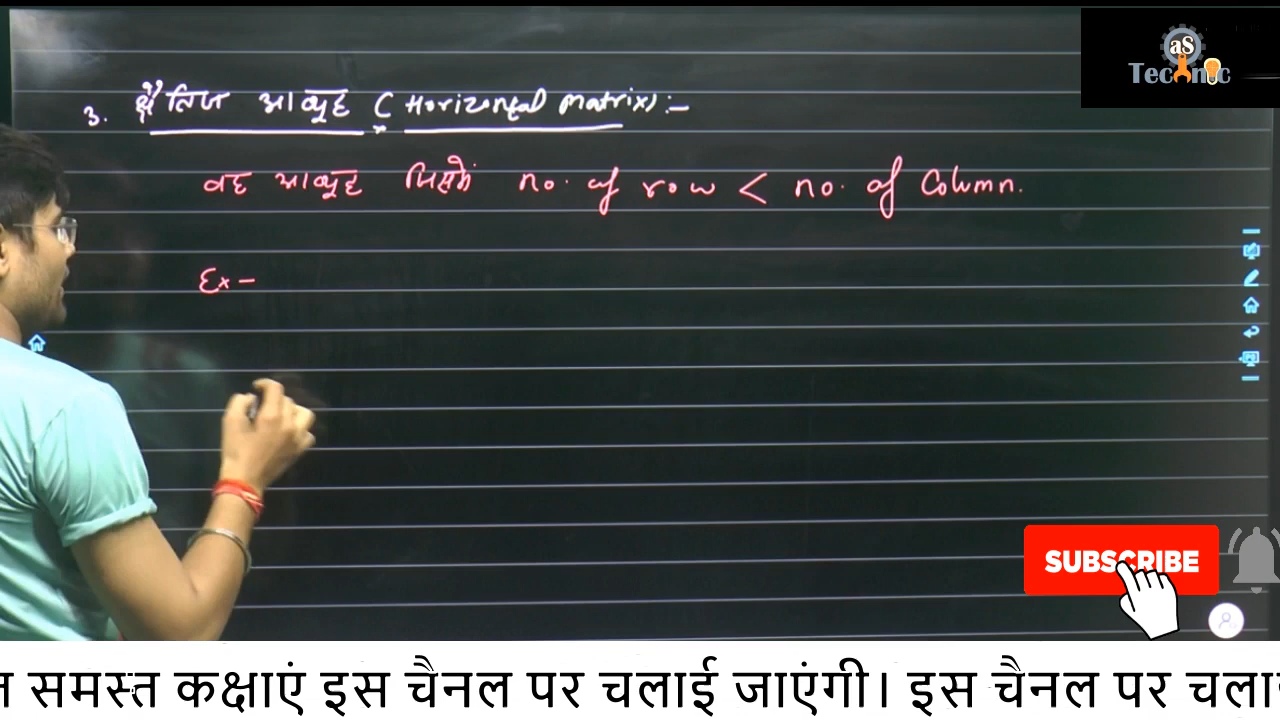 aS
Tecnic
3. क्षैतिज आव्यूह (Horizontal matrix) :-
वह आव्यूह जिसमें no. of row < no. of Column.
Ex -
SUBSCRIBE
समस्त कक्षाएं इस चैनल पर चलाई जाएंगी। इस चैनल पर चला